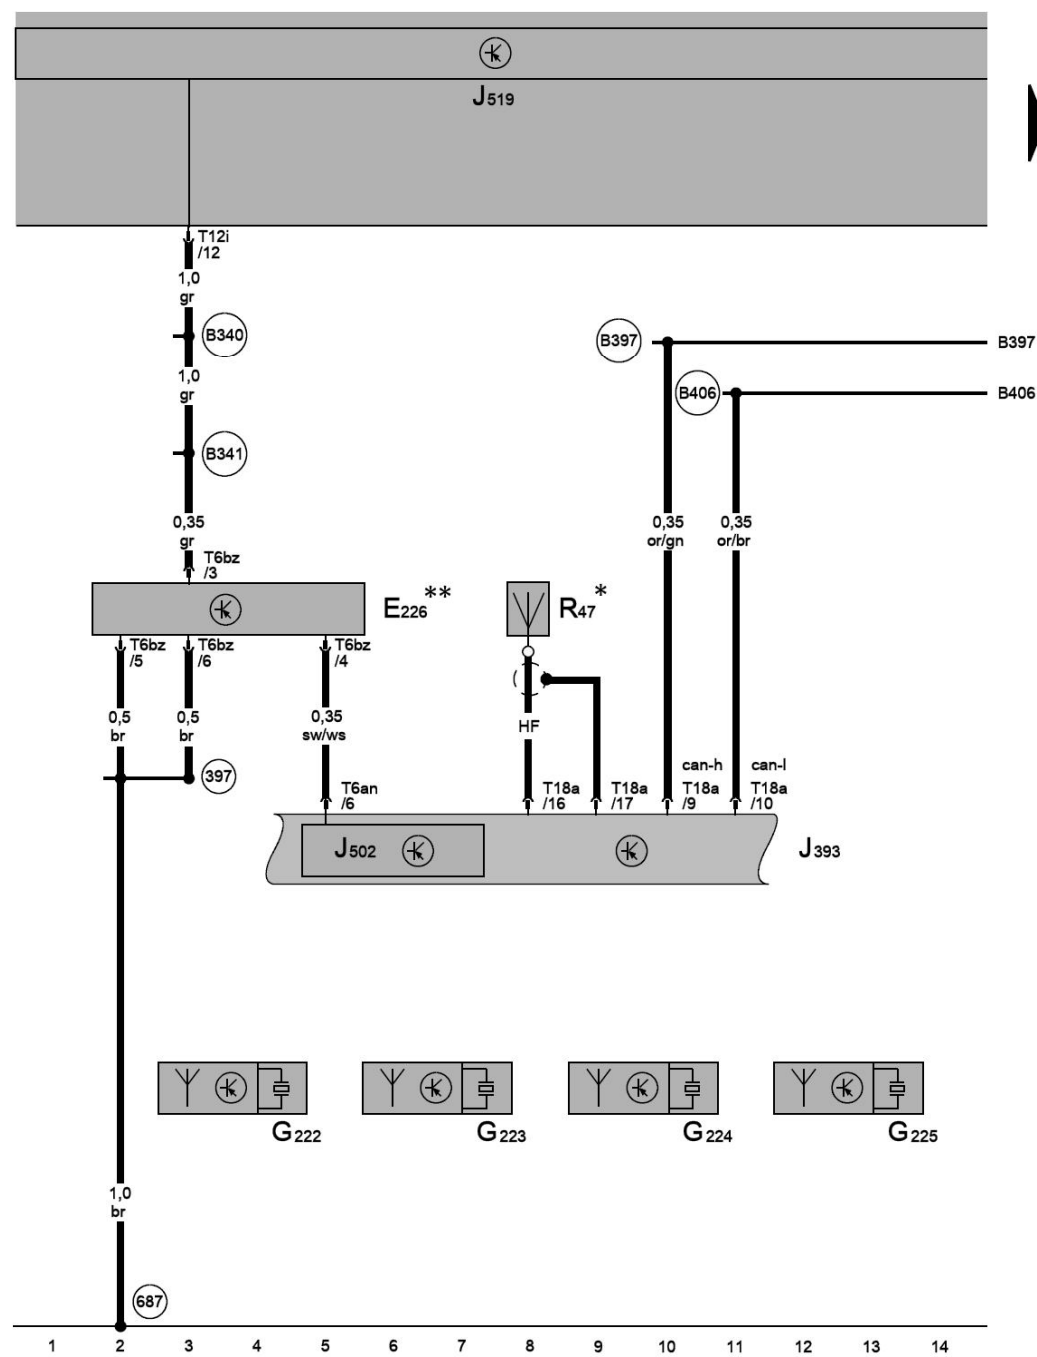 J519
T12i
/12
1,0
gr
B340
B397
B397
1,0
gr
B406
B406
B341
0,35
gr
0,35
or/gn
0,35
or/br
T6bz
/3
E226**
R47*
T6bz
/5
T6bz
/6
T6bz
/4
0,5
br
0,5
br
0,35
sw/ws
HF
397
can-h
can-l
T6an
/6
T18a
/16
T18a
/17
T18a
/9
T18a
/10
J502
J393
G222
G223
G224
G225
1,0
br
687
1 2 3 4 5 6 7 8 9 10 11 12 13 14